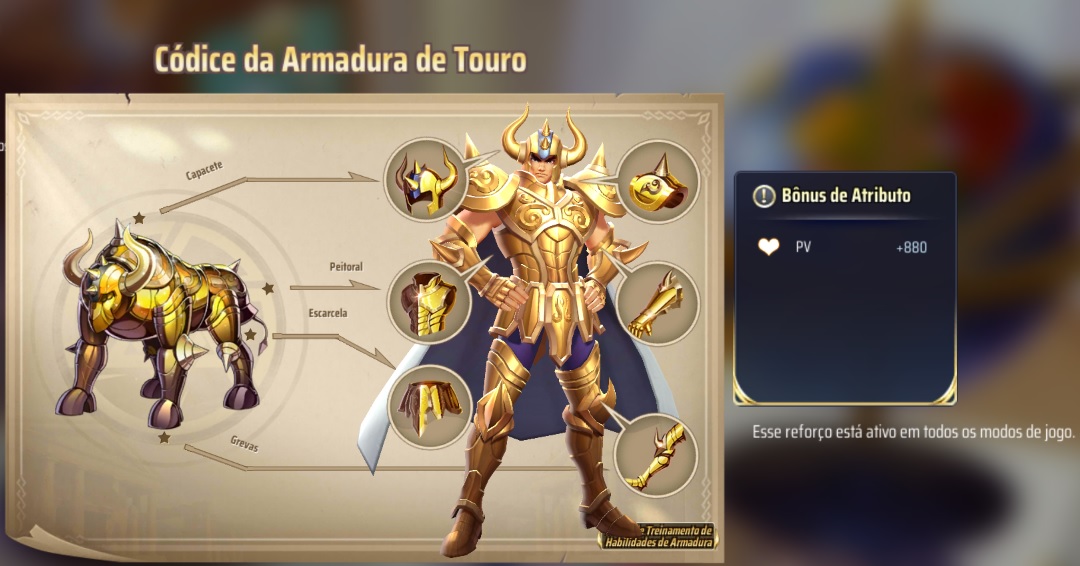 Códice da Armadura de Touro
Capacete
Peitoral
Escarcela
Grevas
Treinamento de
Habilidades de Armadura
Bônus de Atributo
PV +880
Esse reforço está ativo em todos os modos de jogo.